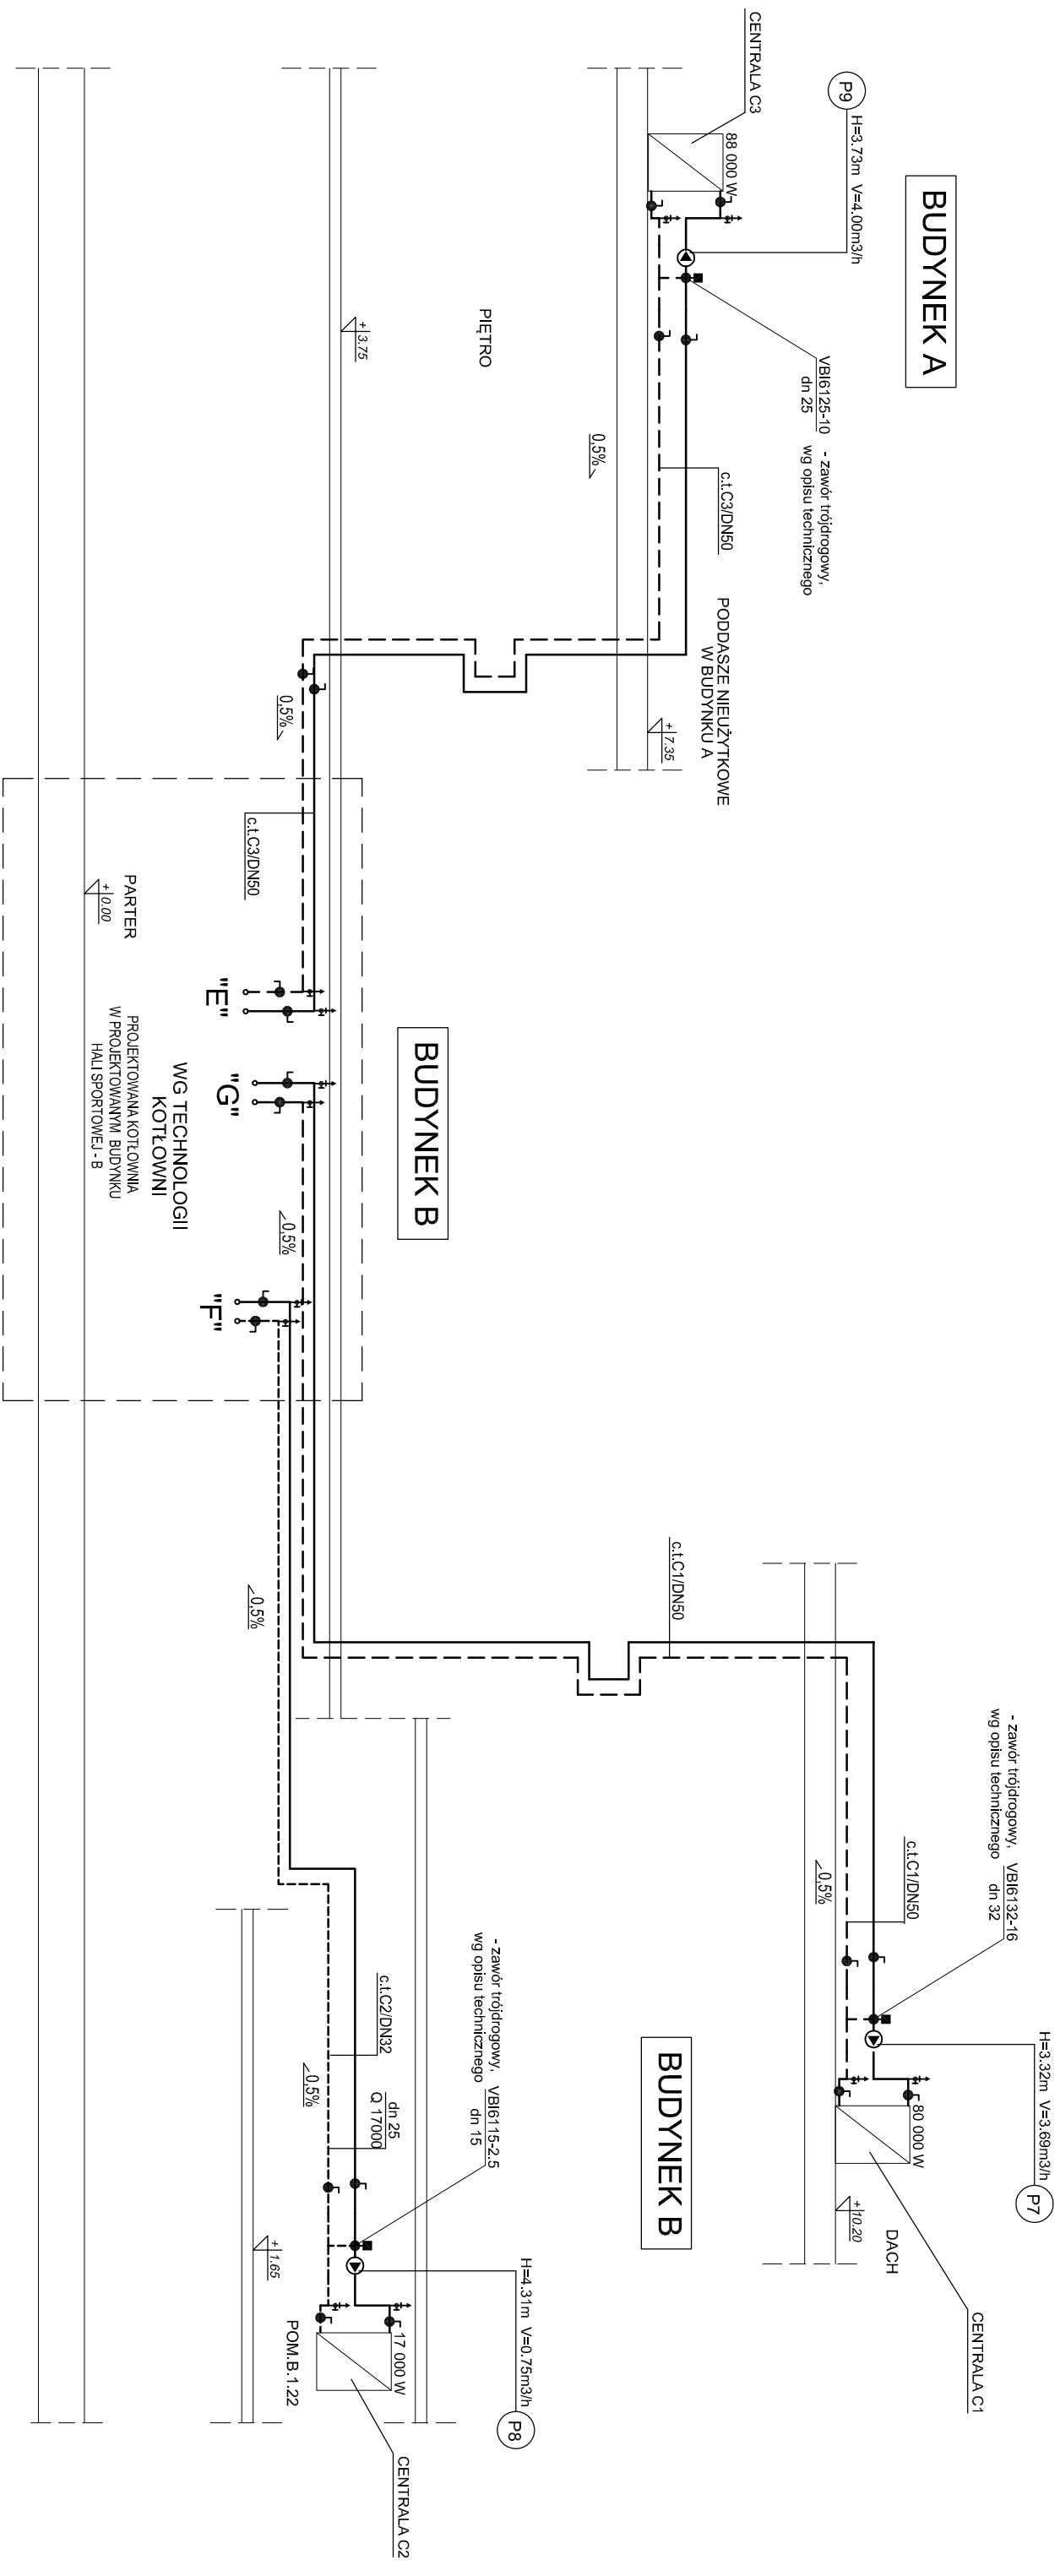 BUDYNEK A
P9
H=3.73m V=4.00m3/h
CENTRALA C3
88 000 W
VBI6125-10 - zawór trójdrogowy,
dn 25 wg opisu technicznego
c.t.C3/DN50
0,5%
PODDASZE NIEUŻYTKOWE
W BUDYNKU A
+ 7.35
PIĘTRO
+ 3.75
0,5%
c.t.C3/DN50
PARTER
+ 0.00
BUDYNEK B
"E"
"G"
"F"
0,5%
WG TECHNOLOGII
KOTŁOWNI
PROJEKTOWANA KOTŁOWNIA
W PROJEKTOWANYM BUDYNKU
HALI SPORTOWEJ - B
0,5%
c.t.C1/DN50
- zawór trójdrogowy, VBI6132-16
wg opisu technicznego dn 32
c.t.C1/DN50
0,5%
H=3.32m V=3.69m3/h
P7
80 000 W
+ 10.20
DACH
CENTRALA C1
BUDYNEK B
- zawór trójdrogowy, VBI6115-2.5
wg opisu technicznego dn 15
c.t.C2/DN32
dn 25
Q 17000
0,5%
H=4.31m V=0.75m3/h
P8
17 000 W
+ 1.65
POM.B.1.22
CENTRALA C2